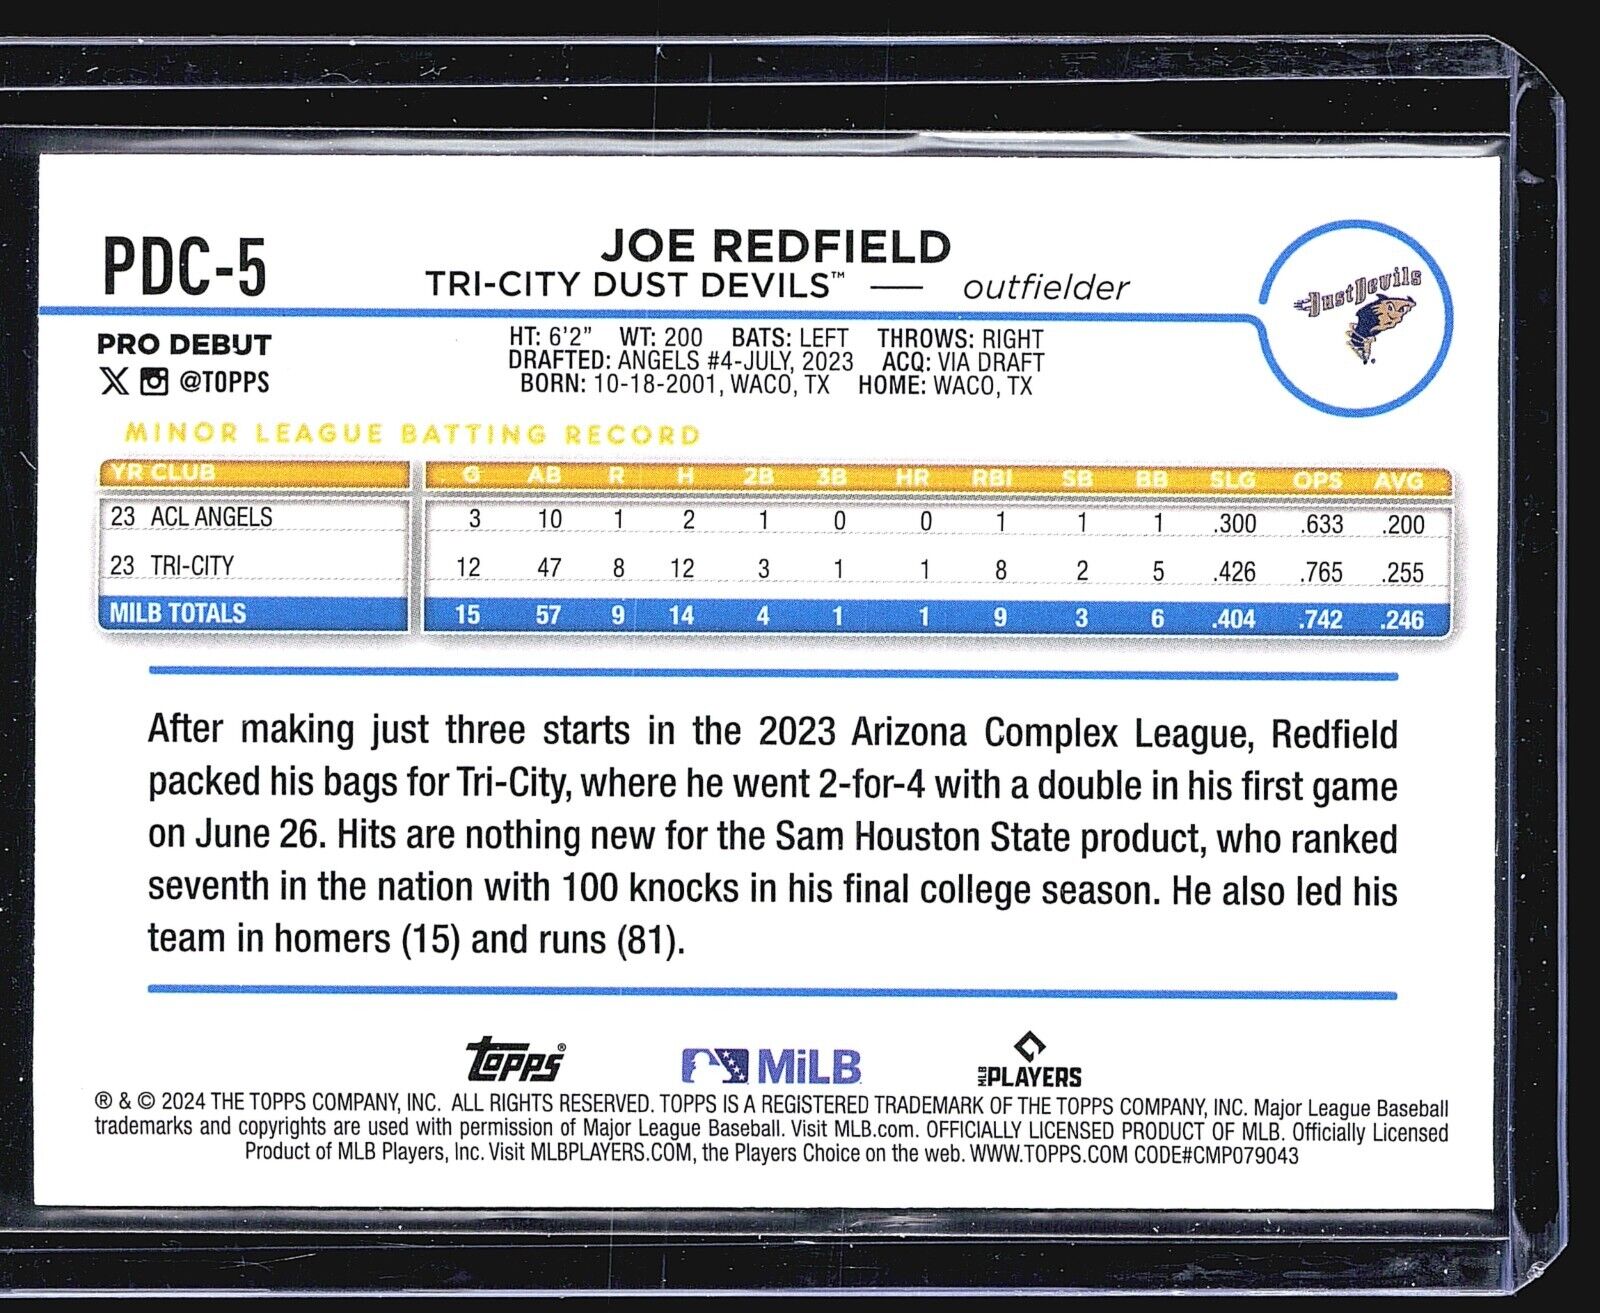 PDC-5
JOE REDFIELD
TRI-CITY DUST DEVILS™ — outfielder
DustDevils
PRO DEBUT
X @TOPPS
HT: 6'2" WT: 200 BATS: LEFT THROWS: RIGHT
DRAFTED: ANGELS #4-JULY, 2023 ACQ: VIA DRAFT
BORN: 10-18-2001, WACO, TX HOME: WACO, TX
MINOR LEAGUE BATTING RECORD
YR CLUB G AB R H 2B 3B HR RBI SB BB SLG OPS AVG
23 ACL ANGELS 3 10 1 2 1 0 0 1 1 1 .300 .633 .200
23 TRI-CITY 12 47 8 12 3 1 1 8 2 5 .426 .765 .255
MILB TOTALS 15 57 9 14 4 1 1 9 3 6 .404 .742 .246
After making just three starts in the 2023 Arizona Complex League, Redfield
packed his bags for Tri-City, where he went 2-for-4 with a double in his first game
on June 26. Hits are nothing new for the Sam Houston State product, who ranked
seventh in the nation with 100 knocks in his final college season. He also led his
team in homers (15) and runs (81).
Topps® MiLB MLB PLAYERS
® & © 2024 THE TOPPS COMPANY, INC. ALL RIGHTS RESERVED. TOPPS IS A REGISTERED TRADEMARK OF THE TOPPS COMPANY, INC. Major League Baseball
trademarks and copyrights are used with permission of Major League Baseball. Visit MLB.com. OFFICIALLY LICENSED PRODUCT OF MLB. Officially Licensed
Product of MLB Players, Inc. Visit MLBPLAYERS.COM, the Players Choice on the web. WWW.TOPPS.COM CODE#CMP079043